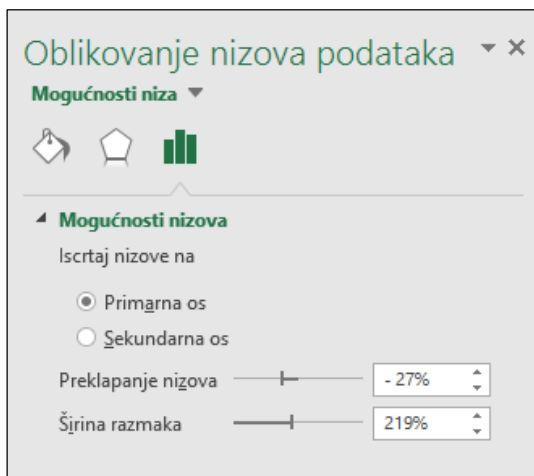 Oblikovanje nizova podataka
Mogućnosti niza
Mogućnosti nizova
Iscrtaj nizove na
Primarna os
Sekundarna os
Preklapanje nizova - 27%
Širina razmaka 219%